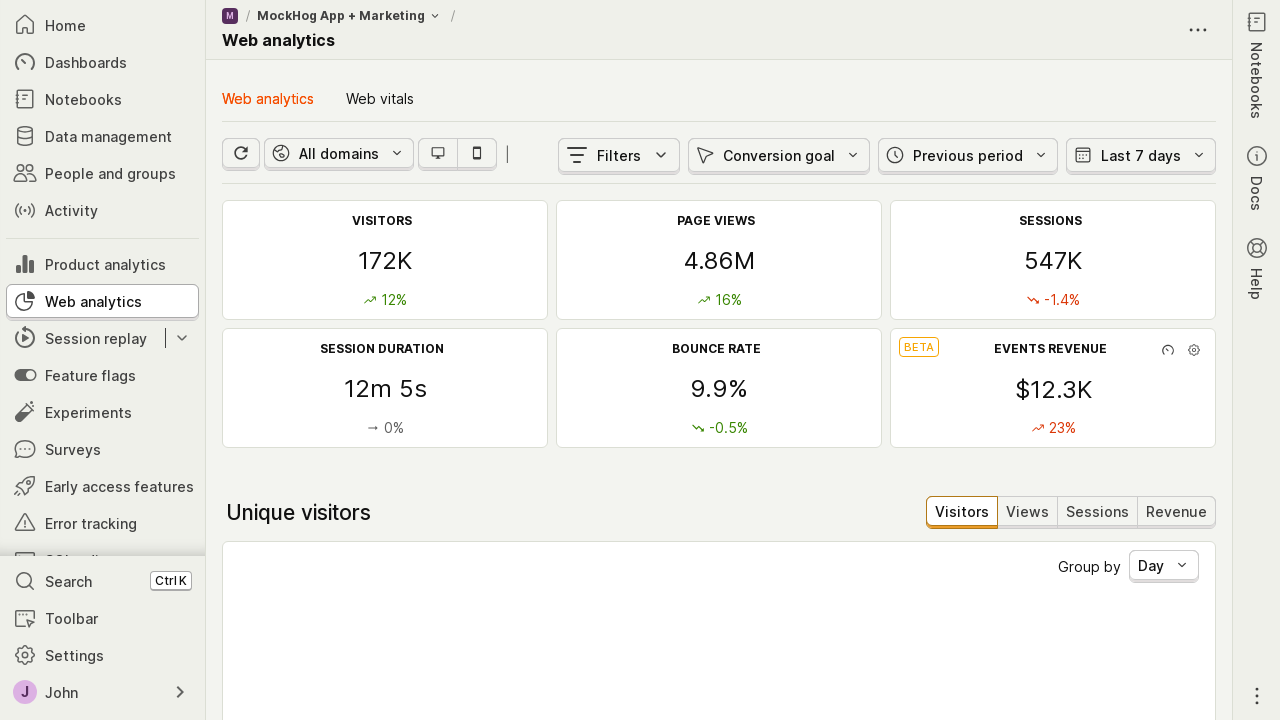 Home
Dashboards
Notebooks
Data management
People and groups
Activity
Product analytics
Web analytics
Session replay
Feature flags
Experiments
Surveys
Early access features
Error tracking
Search
Ctrl K
Toolbar
Settings
J
John
M / MockHog App + Marketing /
Web analytics
Web analytics
Web vitals
All domains
Filters
Conversion goal
Previous period
Last 7 days
VISITORS
172K
12%
PAGE VIEWS
4.86M
16%
SESSIONS
547K
-1.4%
SESSION DURATION
12m 5s
0%
BOUNCE RATE
9.9%
-0.5%
BETA
EVENTS REVENUE
$12.3K
23%
Unique visitors
Visitors
Views
Sessions
Revenue
Group by
Day
Notebooks
Docs
Help